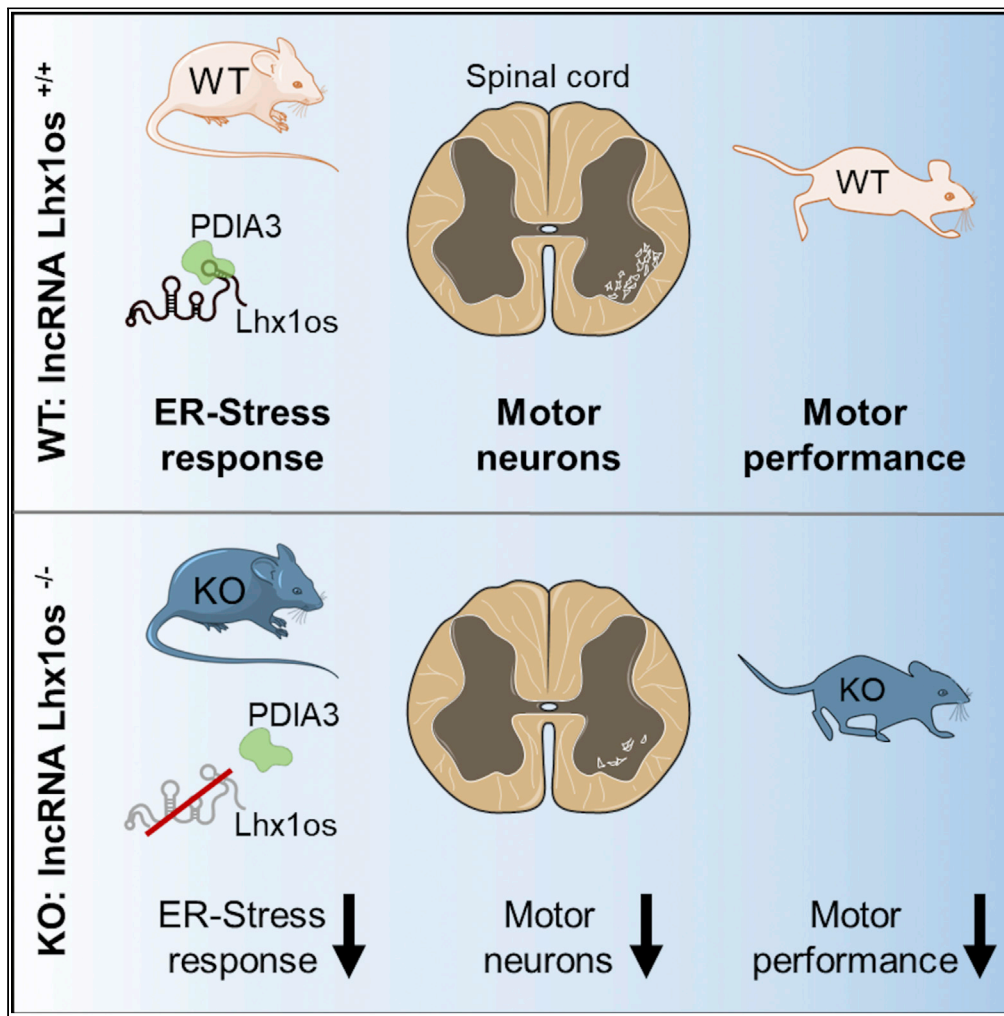 WT: lncRNA Lhx1os +/+
WT
PDIA3
Lhx1os
ER-Stress
response
Spinal cord
Motor
neurons
WT
Motor
performance
KO: lncRNA Lhx1os -/-
KO
PDIA3
Lhx1os
ER-Stress
response
Motor
neurons
KO
Motor
performance